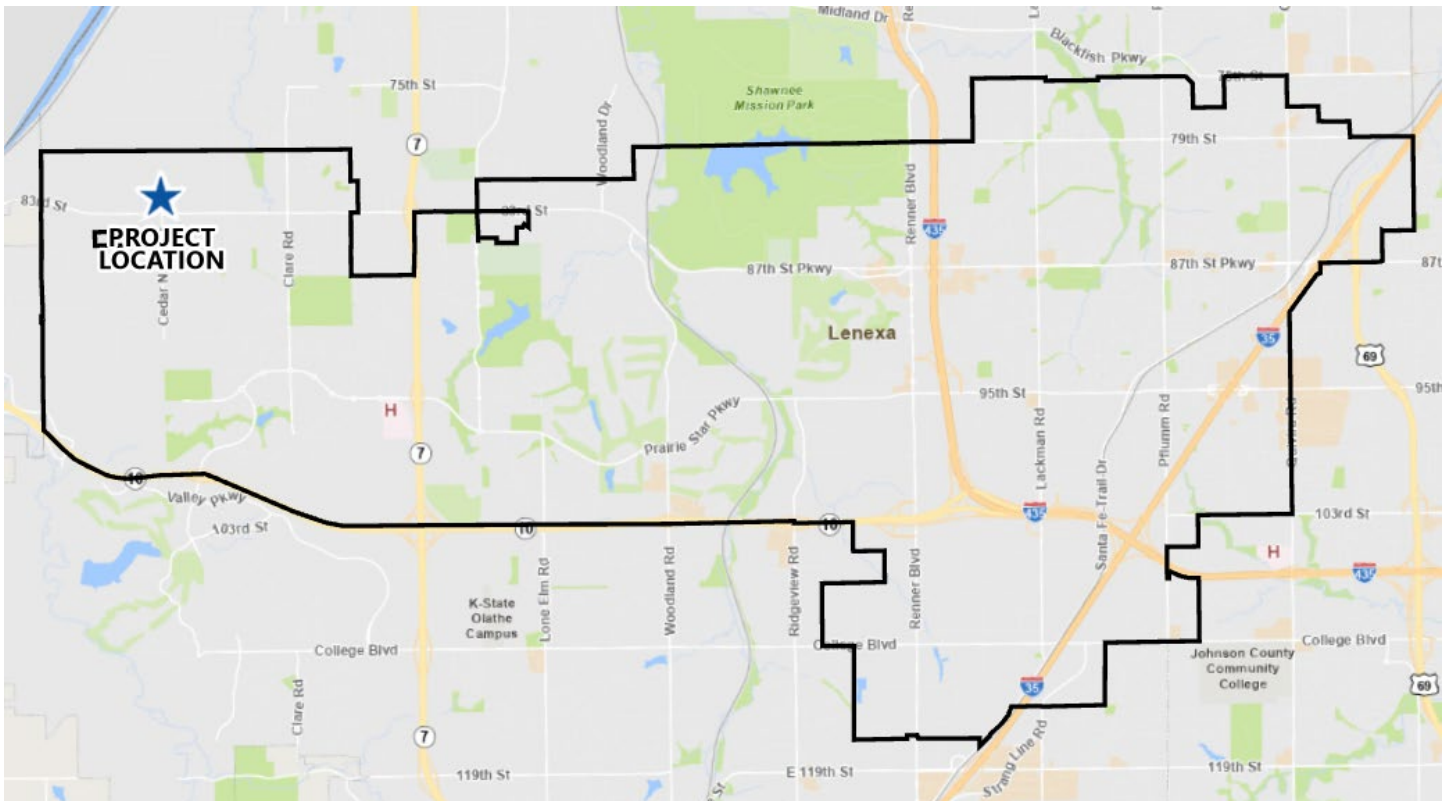 Midland Dr
Blackfish Pkwy
75th St
75th St
Shawnee
Mission Park
7
Woodland Dr
79th St
83rd St
83rd St
PROJECT
LOCATION
Cedar N
Clare Rd
Renner Blvd
435
87th St Pkwy
87th St Pkwy
87t
Lenexa
35
69
H
95th St
95th
Prairie Star Pkwy
7
Lackman Rd
Pflumm Rd
Santa Fe Trail Dr
10
Valley Pkwy
103rd St
10
10
435
103rd St
H
435
K-State
Olathe
Campus
Lone Elm Rd
Woodland Rd
Ridgeview Rd
Renner Blvd
College Blvd
College Blvd
College Blvd
Johnson County
Community
College
Clare Rd
35
69
7
Strang Line Rd
119th St
E 119th St
119th St